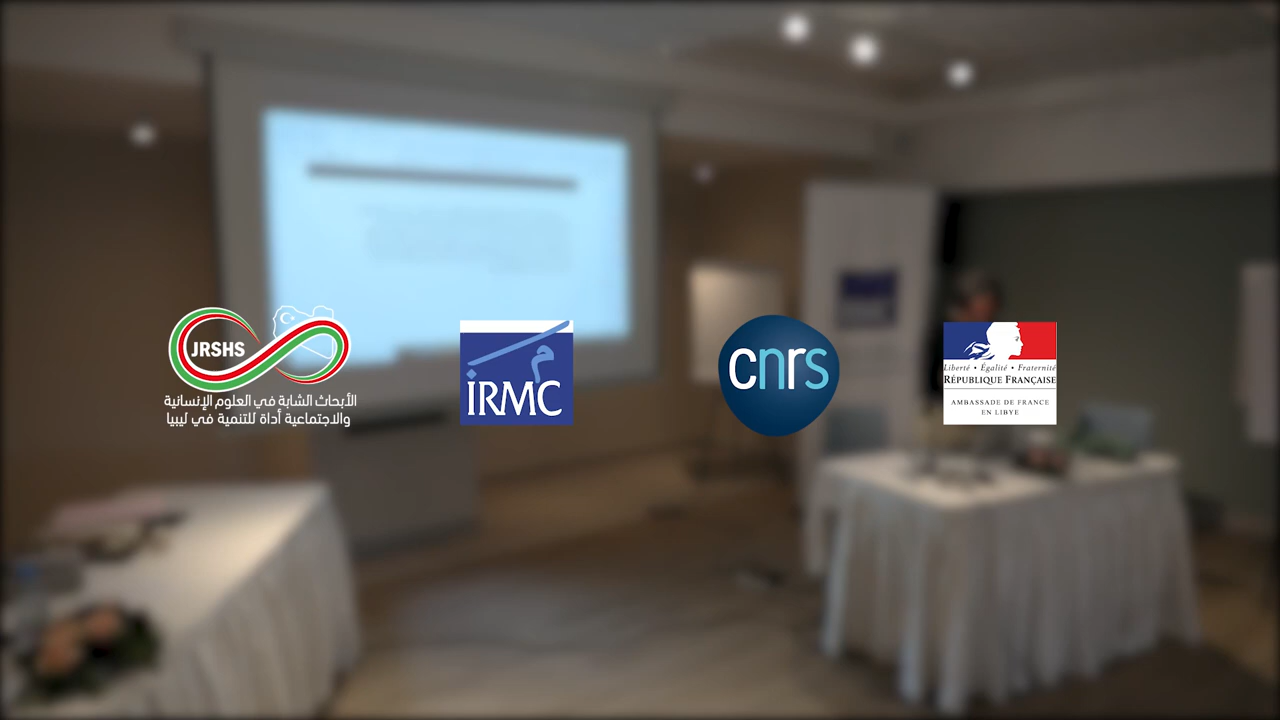 JRSHS
الأبحاث الشابة في العلوم الإنسانية
والاجتماعية أداة للتنمية في ليبيا
م
IRMC
cnrs
Liberté • Égalité • Fraternité
RÉPUBLIQUE FRANÇAISE
AMBASSADE DE FRANCE
EN LIBYE